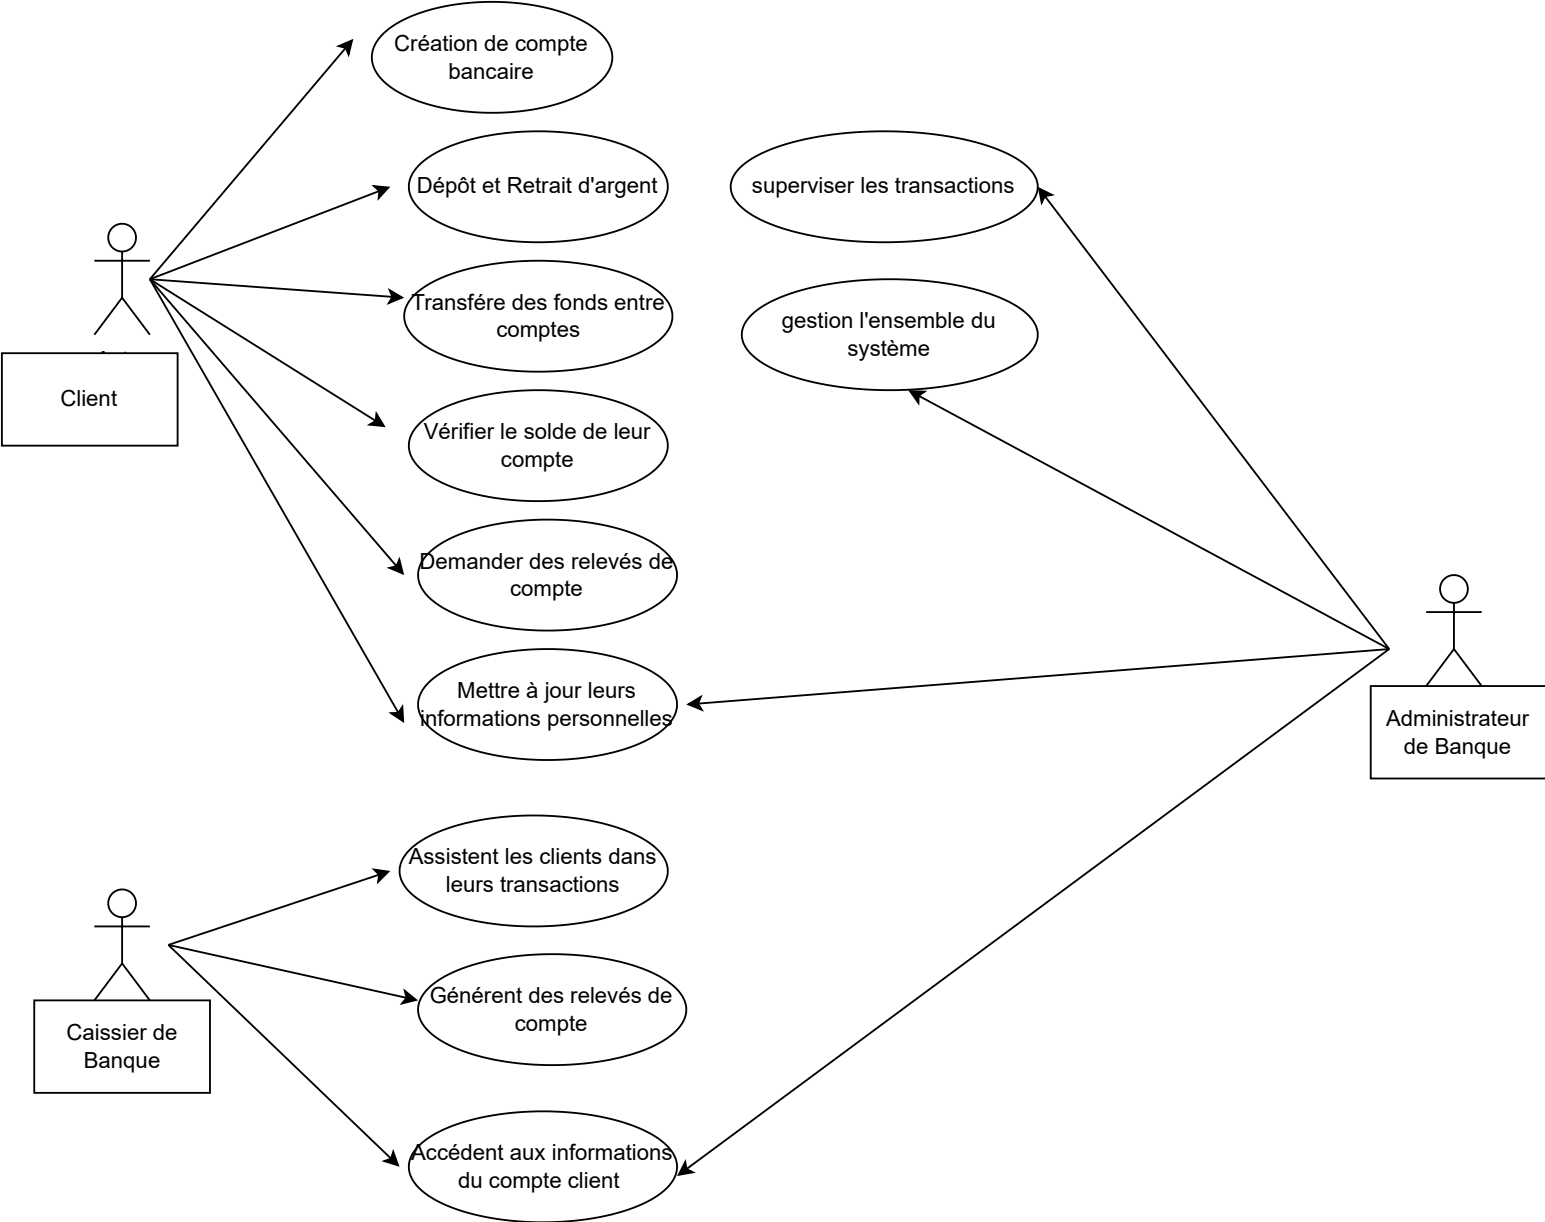 Création de compte
bancaire
Dépôt et Retrait d'argent
superviser les transactions
Transfére des fonds entre
comptes
gestion l'ensemble du
système
Client
Vérifier le solde de leur
compte
Demander des relevés de
compte
Mettre à jour leurs
informations personnelles
Administrateur
de Banque
Assistent les clients dans
leurs transactions
Générent des relevés de
compte
Caissier de
Banque
Accédent aux informations
du compte client